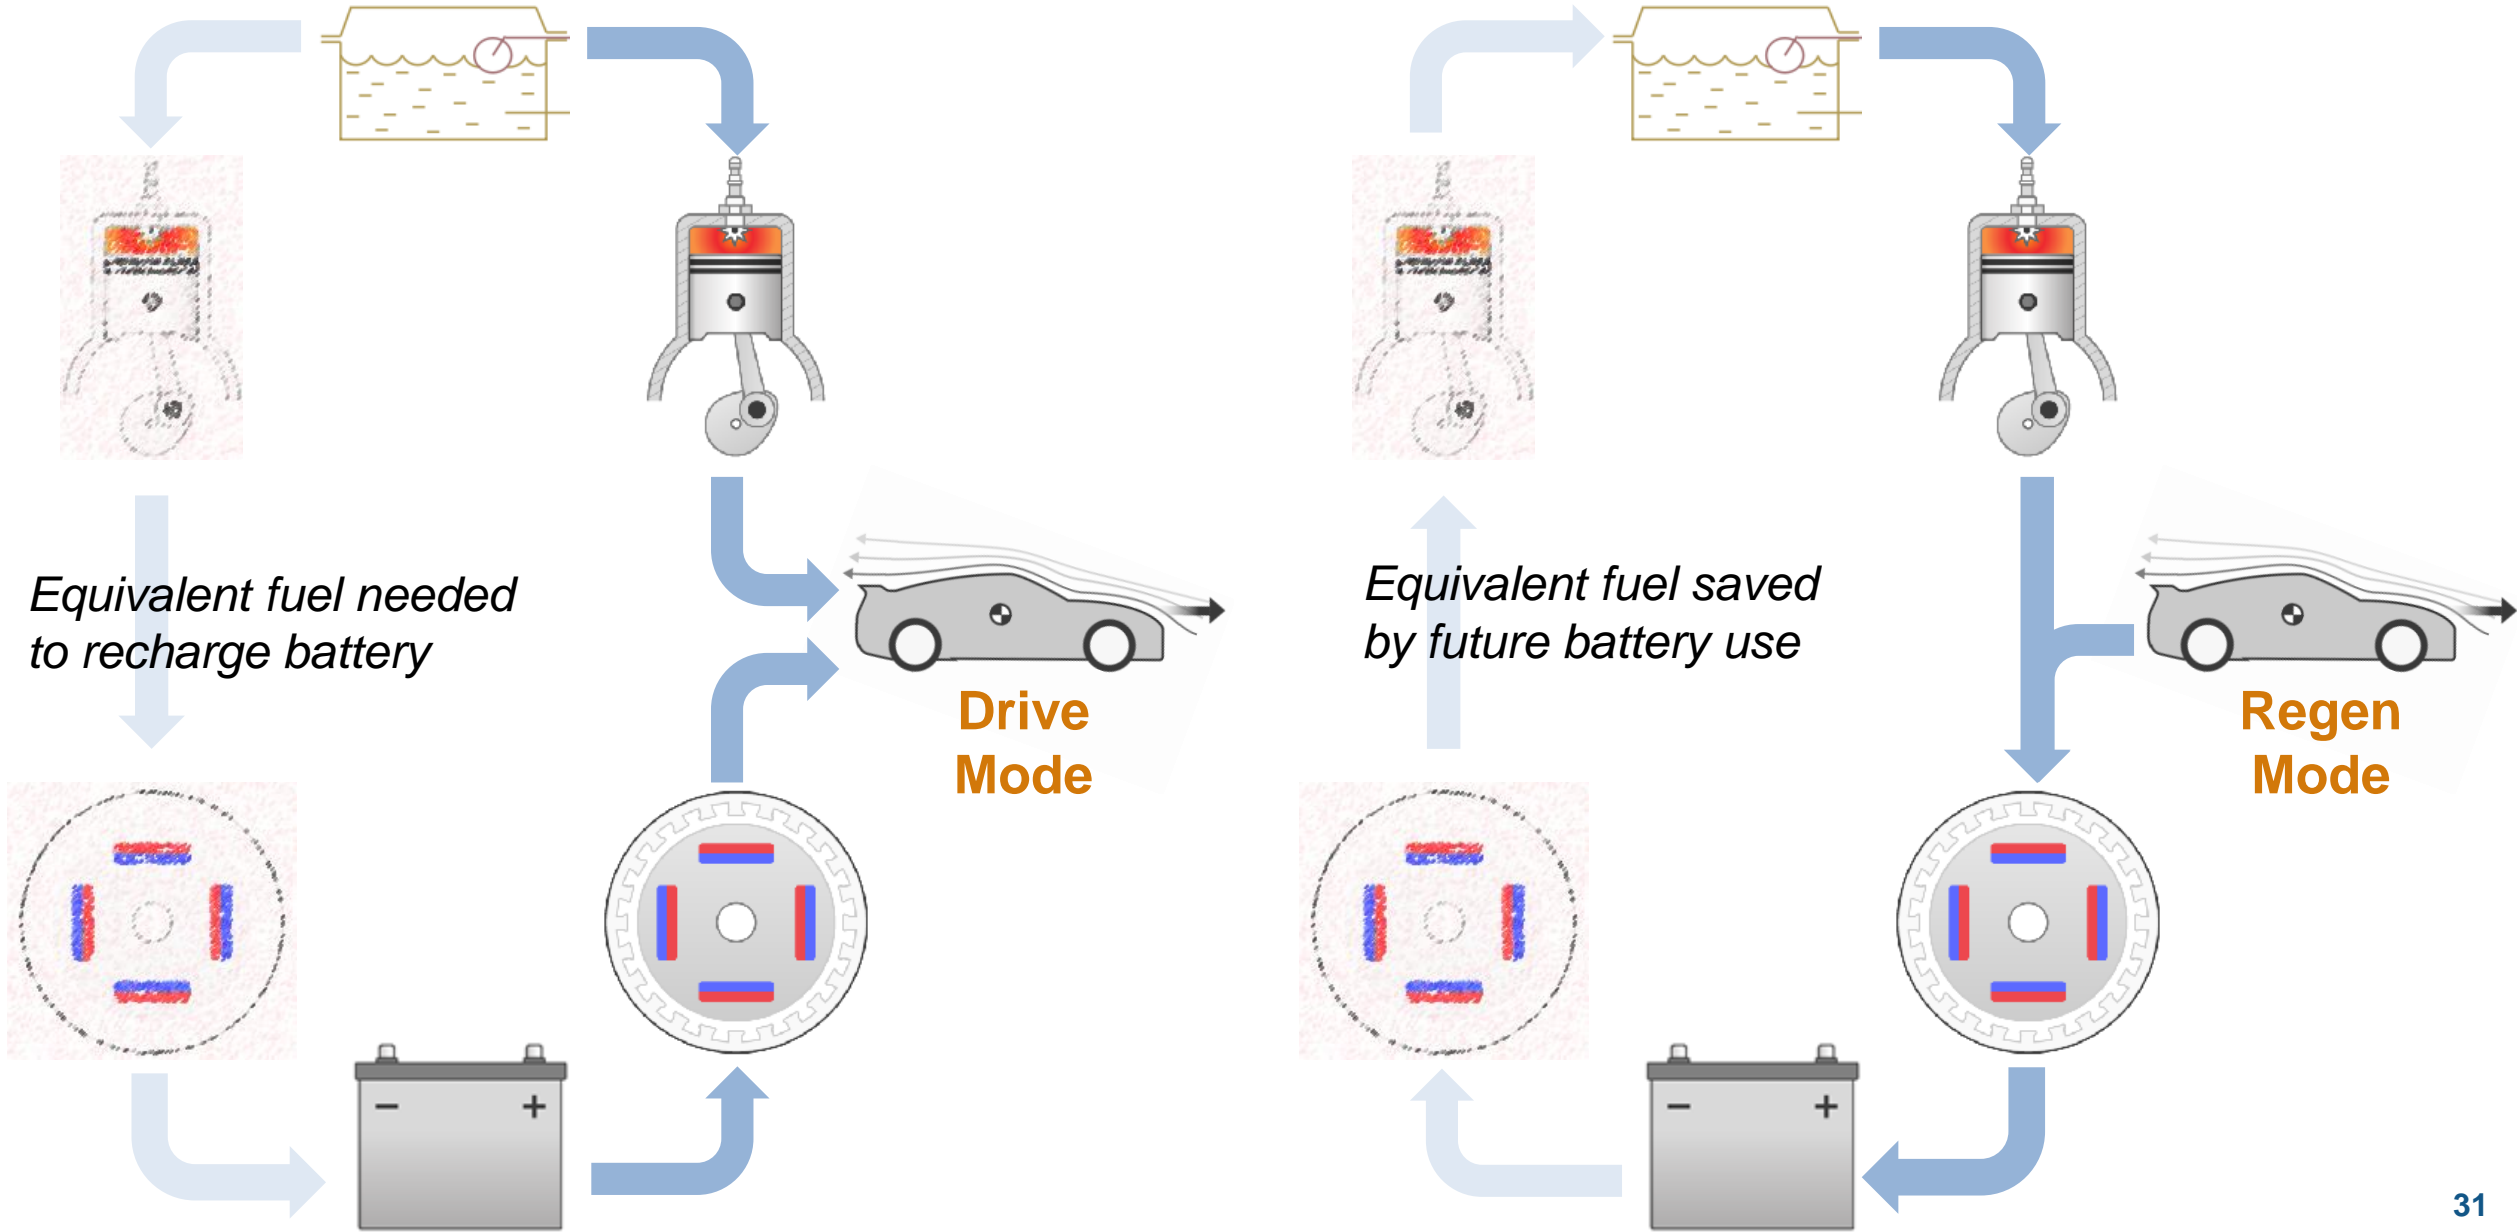 Equivalent fuel needed
to recharge battery
Drive
Mode
− +
Equivalent fuel saved
by future battery use
Regen
Mode
− +
31